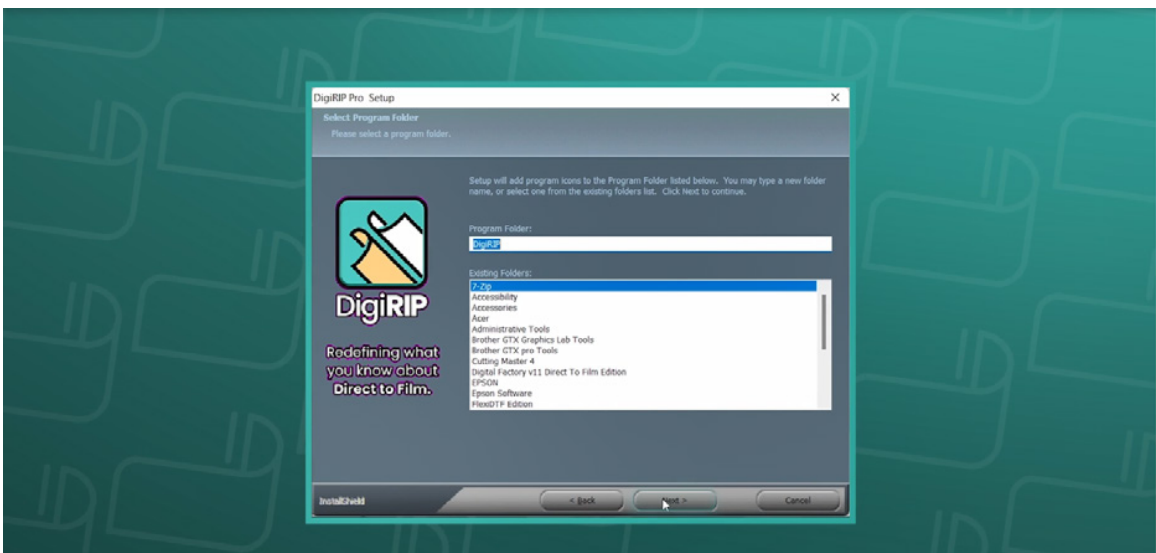 DigiRIP Pro  Setup
Select Program Folder
Please select a program folder.
Setup will add program icons to the Program Folder listed below.  You may type a new folder
name, or select one from the existing folders list.  Click Next to continue.
Program Folder:
DigiRIP
Existing Folders:
7-Zip
Accessibility
Accessories
Acer
Administrative Tools
Brother GTX Graphics Lab Tools
Brother GTX pro Tools
Cutting Master 4
Digital Factory v11 Direct To Film Edition
EPSON
Epson Software
FlexiDTF Edition
DigiRIP
Redefining what
you know about
Direct to Film.
InstallShield
< Back
Next >
Cancel